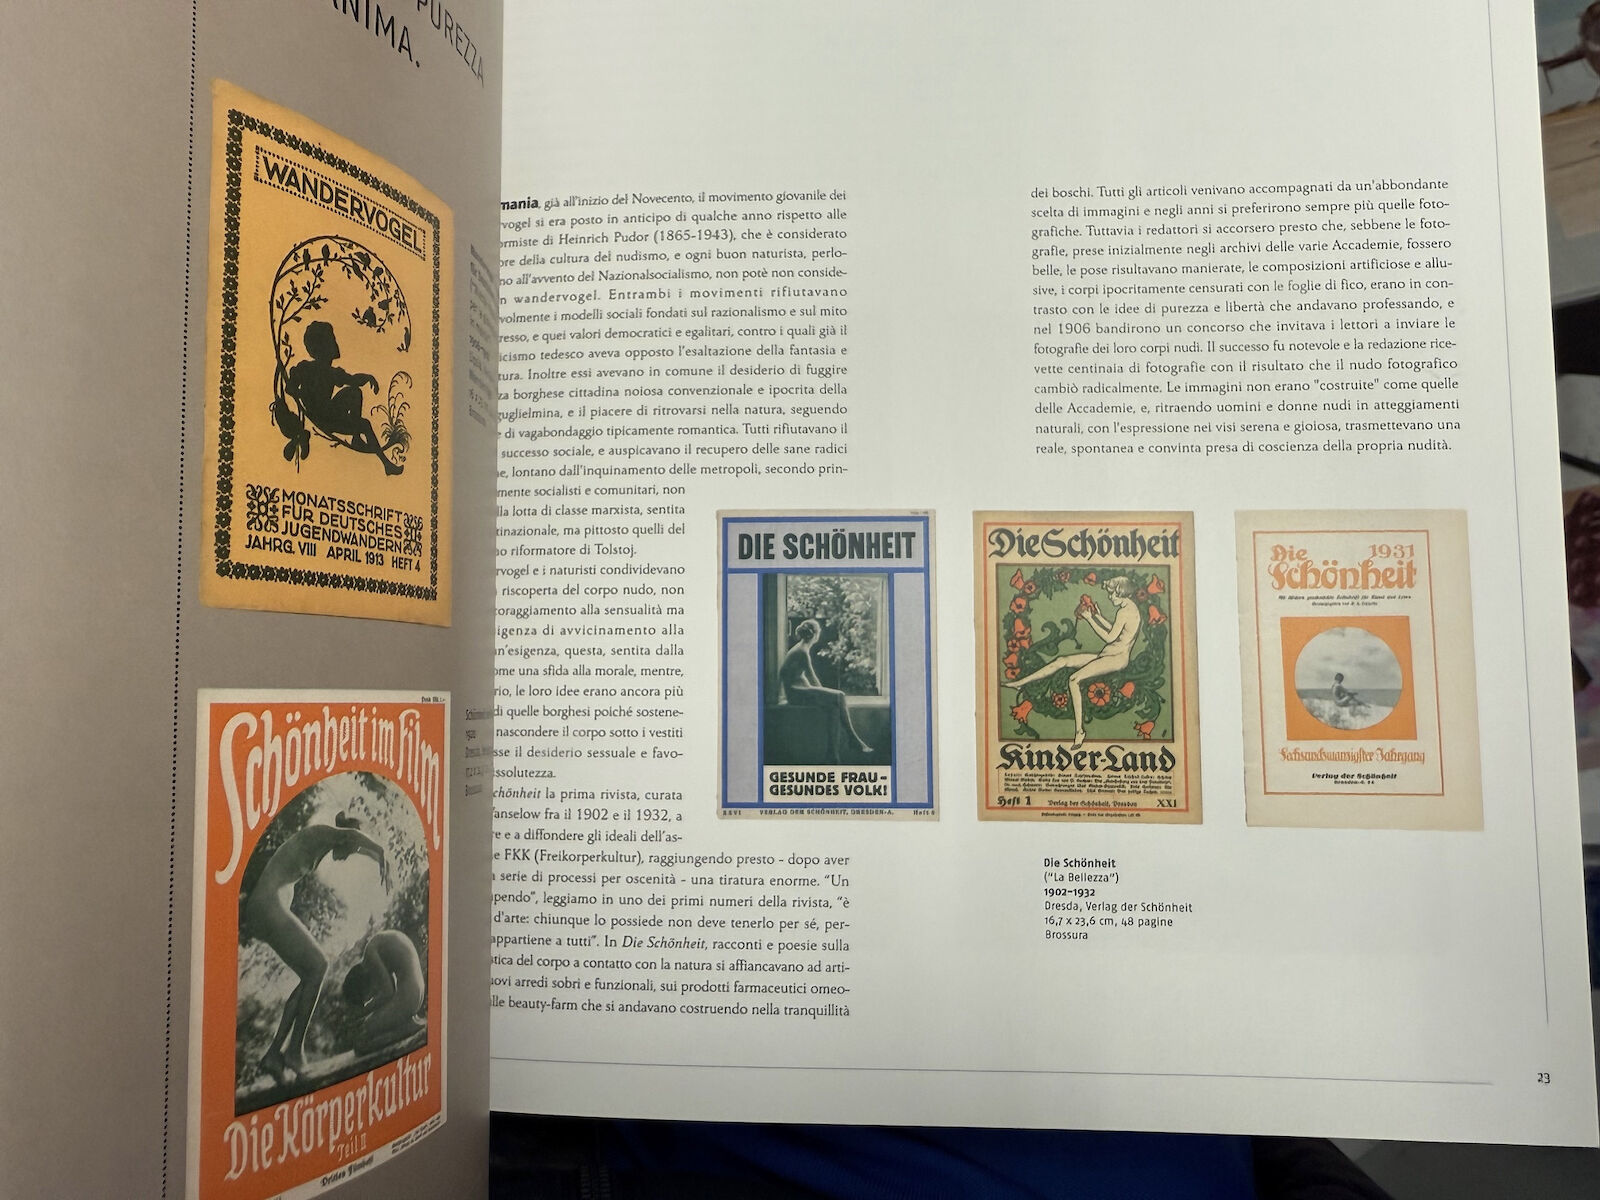 PUREZZA
ANIMA.
WANDERVOGEL
MONATSSCHRIFT
FÜR DEUTSCHES
JUGENDWANDERN
JAHRG. VIII APRIL 1913 HEFT 4
Schönheit im Film
Die Körperkultur
Teil II
mania, già all'inizio del Novecento, il movimento giovanile dei
vogel si era posto in anticipo di qualche anno rispetto alle
ormiste di Heinrich Pudor (1865-1943), che è considerato
ore della cultura del nudismo, e ogni buon naturista, perlo-
no all'avvento del Nazionalsocialismo, non potè non conside-
n wandervogel. Entrambi i movimenti rifiutavano
volmente i modelli sociali fondati sul razionalismo e sul mito
resso, e quei valori democratici e egalitari, contro i quali già il
icismo tedesco aveva opposto l'esaltazione della fantasia e
tura. Inoltre essi avevano in comune il desiderio di fuggire
za borghese cittadina noiosa convenzionale e ipocrita della
guglielmina, e il piacere di ritrovarsi nella natura, seguendo
di vagabondaggio tipicamente romantica. Tutti rifiutavano il
successo sociale, e auspicavano il recupero delle sane radici
e, lontano dall'inquinamento delle metropoli, secondo prin-
mente socialisti e comunitari, non
lla lotta di classe marxista, sentita
tinazionale, ma pittosto quelli del
o riformatore di Tolstoj.
rvogel e i naturisti condividevano
riscoperta del corpo nudo, non
coraggiamento alla sensualità ma
igenza di avvicinamento alla
n'esigenza, questa, sentita dalla
ome una sfida alla morale, mentre,
rio, le loro idee erano ancora più
di quelle borghesi poiché sostene-
nascondere il corpo sotto i vestiti
sse il desiderio sessuale e favo-
issolutezza.
chönheit la prima rivista, curata
Vanselow fra il 1902 e il 1932, a
re e a diffondere gli ideali dell'as-
e FKK (Freikorperkultur), raggiungendo presto - dopo aver
serie di processi per oscenità - una tiratura enorme. "Un
pendo", leggiamo in uno dei primi numeri della rivista, "è
d'arte: chiunque lo possiede non deve tenerlo per sé, per-
appartiene a tutti". In Die Schönheit, racconti e poesie sulla
tica del corpo a contatto con la natura si affiancavano ad arti-
uovi arredi sobri e funzionali, sui prodotti farmaceutici omeo-
lle beauty-farm che si andavano costruendo nella tranquillità
dei boschi. Tutti gli articoli venivano accompagnati da un'abbondante
scelta di immagini e negli anni si preferirono sempre più quelle foto-
grafiche. Tuttavia i redattori si accorsero presto che, sebbene le foto-
grafie, prese inizialmente negli archivi delle varie Accademie, fossero
belle, le pose risultavano manierate, le composizioni artificiose e allu-
sive, i corpi ipocritamente censurati con le foglie di fico, erano in con-
trasto con le idee di purezza e libertà che andavano professando, e
nel 1906 bandirono un concorso che invitava i lettori a inviare le
fotografie dei loro corpi nudi. Il successo fu notevole e la redazione rice-
vette centinaia di fotografie con il risultato che il nudo fotografico
cambiò radicalmente. Le immagini non erano "costruite" come quelle
delle Accademie, e, ritraendo uomini e donne nudi in atteggiamenti
naturali, con l'espressione nei visi serena e gioiosa, trasmettevano una
reale, spontanea e convinta presa di coscienza della propria nudità.
DIE SCHÖNHEIT
GESUNDE FRAU -
GESUNDES VOLK!
XXVI VERLAG DER SCHÖNHEIT, DRESDEN-A. Heft 6
Die Schönheit
Kinder-Land
Heft 1 Verlag der Schönheit, Dresden XXI
Die 1931
Schönheit
Sechsundzwanzigster Jahrgang
Verlag der Schönheit
Die Schönheit
("La Bellezza")
1902-1932
Dresda, Verlag der Schönheit
16,7 x 23,6 cm, 48 pagine
Brossura
23